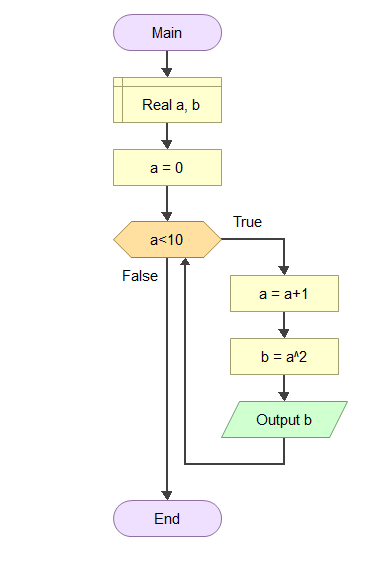 Main
Real a, b
a = 0
a<10
True
False
a = a+1
b = a^2
Output b
End